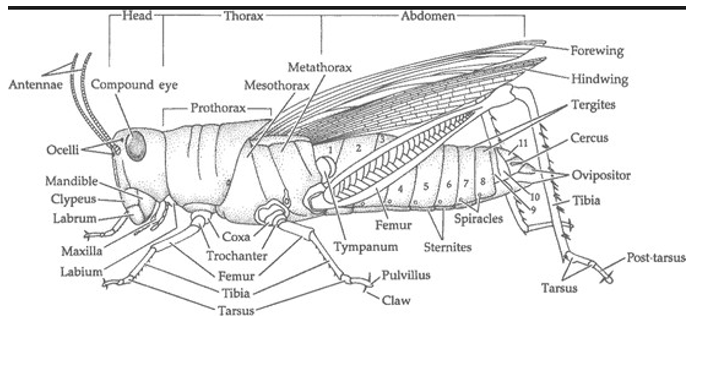 Head
Thorax
Abdomen
Forewing
Metathorax
Hindwing
Antennae
Compound eye
Mesothorax
Tergites
Prothorax
Cercus
Ocelli
1
2
3
11
Ovipositor
Mandible
4
5
6
7
8
10
Tibia
Clypeus
9
Labrum
Spiracles
Femur
Coxa
Tympanum
Sternites
Maxilla
Trochanter
Post-tarsus
Labium
Femur
Pulvillus
Tarsus
Tibia
Claw
Tarsus